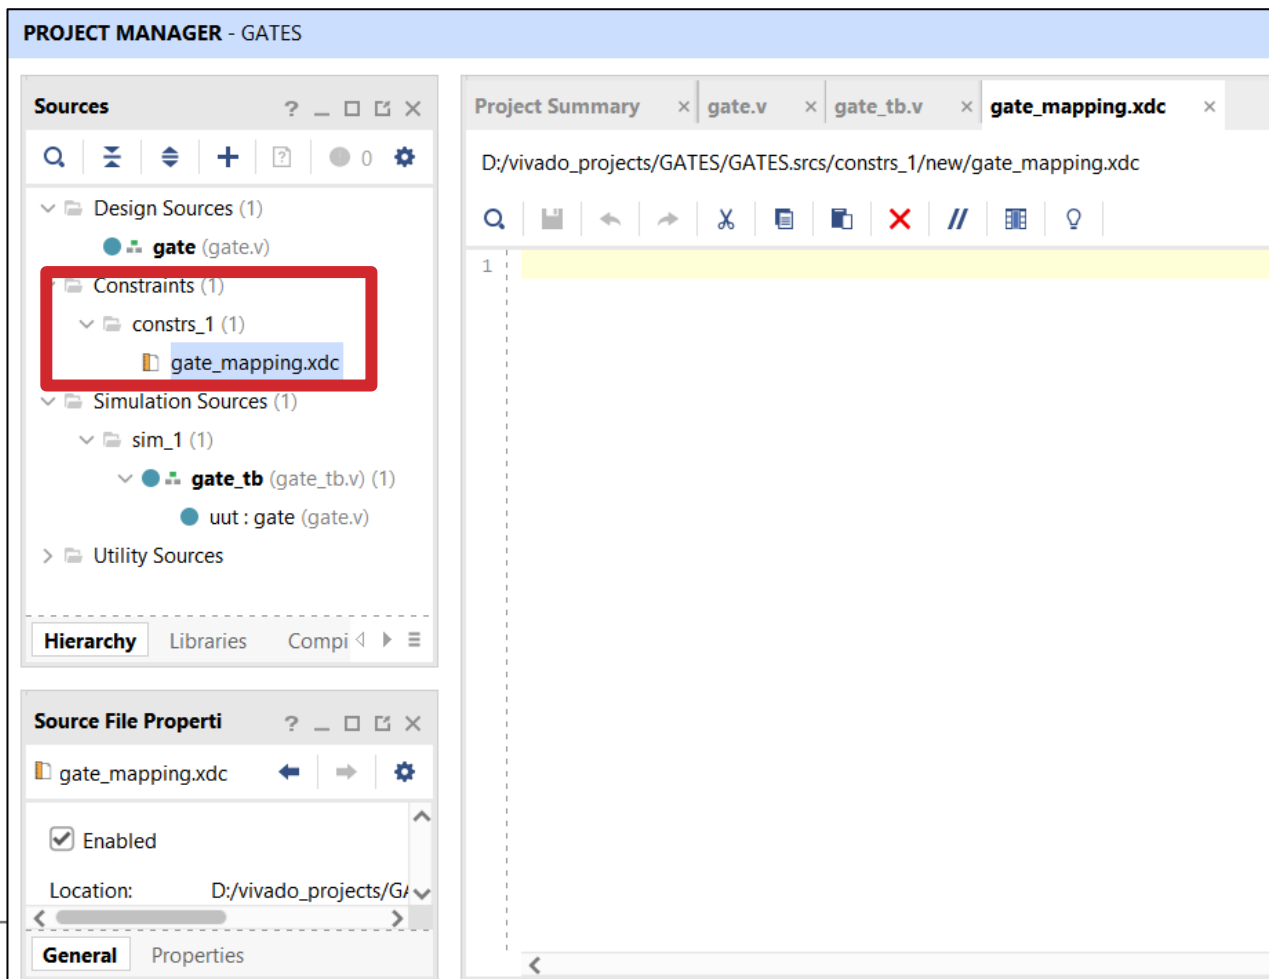 PROJECT MANAGER - GATES
Sources
0
Design Sources (1)
gate (gate.v)
Constraints (1)
constrs_1 (1)
gate_mapping.xdc
Simulation Sources (1)
sim_1 (1)
gate_tb (gate_tb.v) (1)
uut : gate (gate.v)
Utility Sources
Hierarchy Libraries Compi
Source File Properti
gate_mapping.xdc
Enabled
Location: D:/vivado_projects/GA
General Properties
Project Summary gate.v gate_tb.v gate_mapping.xdc
D:/vivado_projects/GATES/GATES.srcs/constrs_1/new/gate_mapping.xdc
1